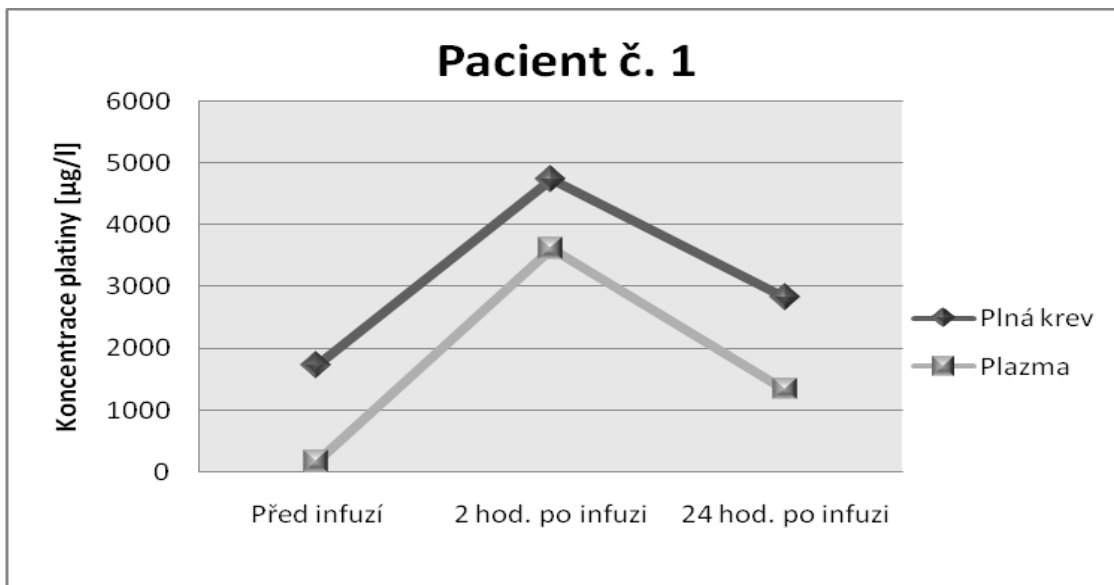 Pacient č. 1
Koncentrace platiny [µg/l]
6000
5000
4000
3000
2000
1000
0
Před infuzí
2 hod. po infuzi
24 hod. po infuzi
Plná krev
Plazma